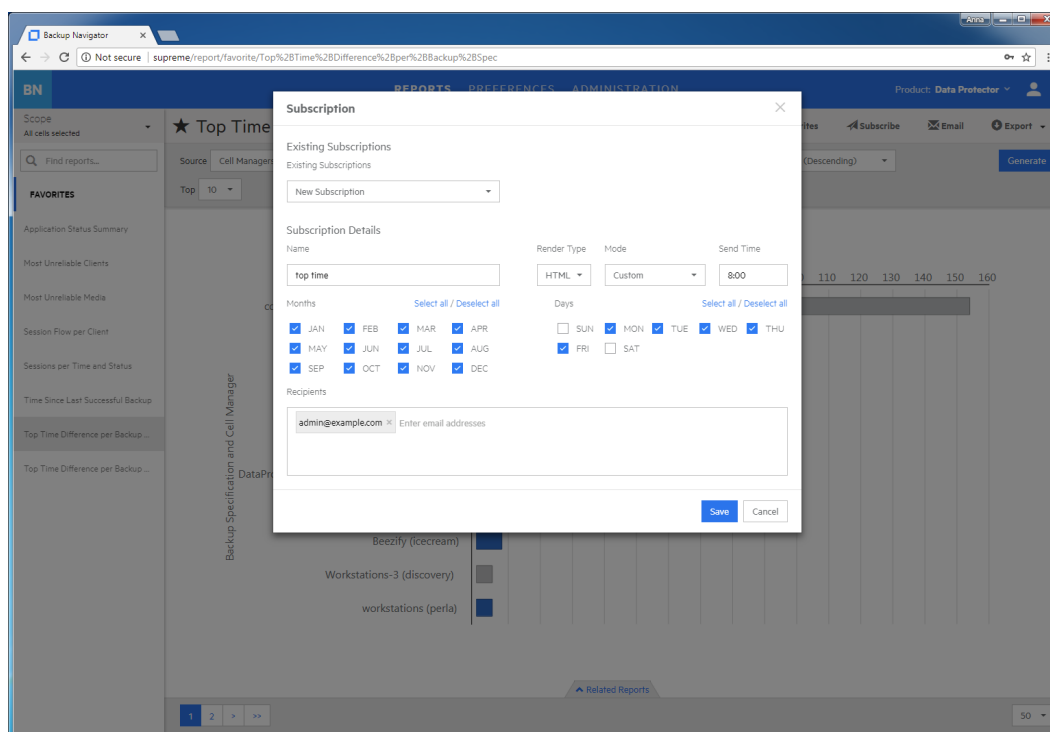 Anna
Backup Navigator
Not secure | supreme/report/favorite/Top%2BTime%2BDifference%2Bper%2BBackup%2BSpec
BN
REPORTS PREFERENCES ADMINISTRATION
Product: Data Protector
Scope
All cells selected
Top Time
Subscribe
Email
Export
Find reports...
Source Cell Managers
(Descending)
Generate
Top 10
FAVORITES
Application Status Summary
Most Unreliable Clients
Most Unreliable Media
Session Flow per Client
Sessions per Time and Status
Time Since Last Successful Backup
Top Time Difference per Backup ...
Top Time Difference per Backup ...
Subscription
Existing Subscriptions
Existing Subscriptions
New Subscription
Subscription Details
Name Render Type Mode Send Time
top time HTML Custom 8:00
Months Select all / Deselect all Days Select all / Deselect all
JAN FEB MAR APR SUN MON TUE WED THU
MAY JUN JUL AUG FRI SAT
SEP OCT NOV DEC
Recipients
admin@example.com × Enter email addresses
Save Cancel
110 120 130 140 150 160
Backup Specification and Cell Manager
DataPro
Beezify (icecream)
Workstations-3 (discovery)
workstations (perla)
Related Reports
1 2 > >>
50